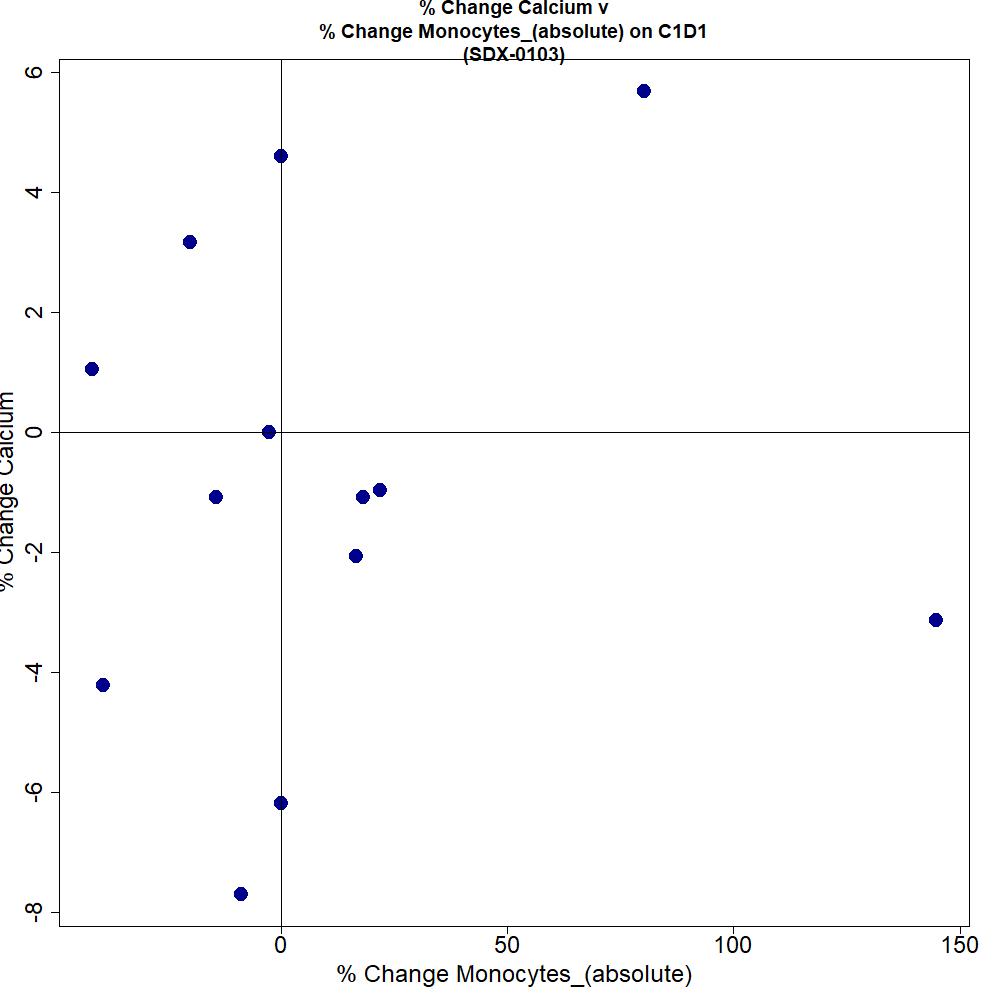 % Change Calcium v
% Change Monocytes_(absolute) on C1D1
(SDX-0103)
6
4
2
0
-2
-4
-6
-8
% Change Calcium
0
50
100
150
% Change Monocytes_(absolute)